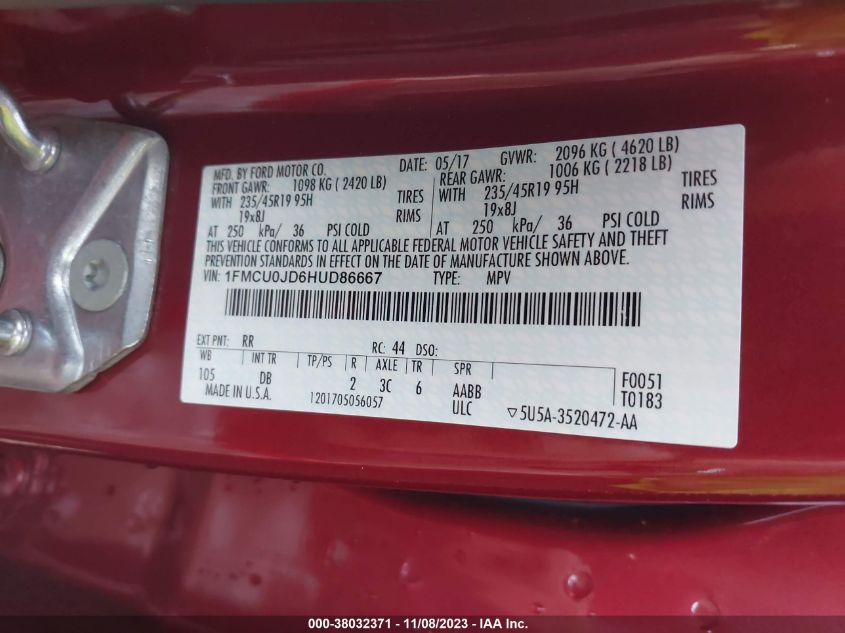 MFD. BY FORD MOTOR CO. DATE: 05/17 GVWR: 2096 KG ( 4620 LB)
FRONT GAWR: 1098 KG ( 2420 LB) REAR GAWR: 1006 KG ( 2218 LB)
WITH 235/45R19 95H TIRES WITH 235/45R19 95H TIRES
19x8J RIMS 19x8J RIMS
AT 250 kPa/ 36 PSI COLD AT 250 kPa/ 36 PSI COLD
THIS VEHICLE CONFORMS TO ALL APPLICABLE FEDERAL MOTOR VEHICLE SAFETY AND THEFT
PREVENTION STANDARDS IN EFFECT ON THE DATE OF MANUFACTURE SHOWN ABOVE.
VIN: 1FMCU0JD6HUD86667 TYPE: MPV
EXT PNT: RR RC: 44 DSO:
WB INT TR TP/PS R AXLE TR SPR
105 DB 2 3C 6 AABB F0051
MADE IN U.S.A. 1201705056057 ULC ▽5U5A-3520472-AA T0183
000-38032371 - 11/08/2023 - IAA Inc.